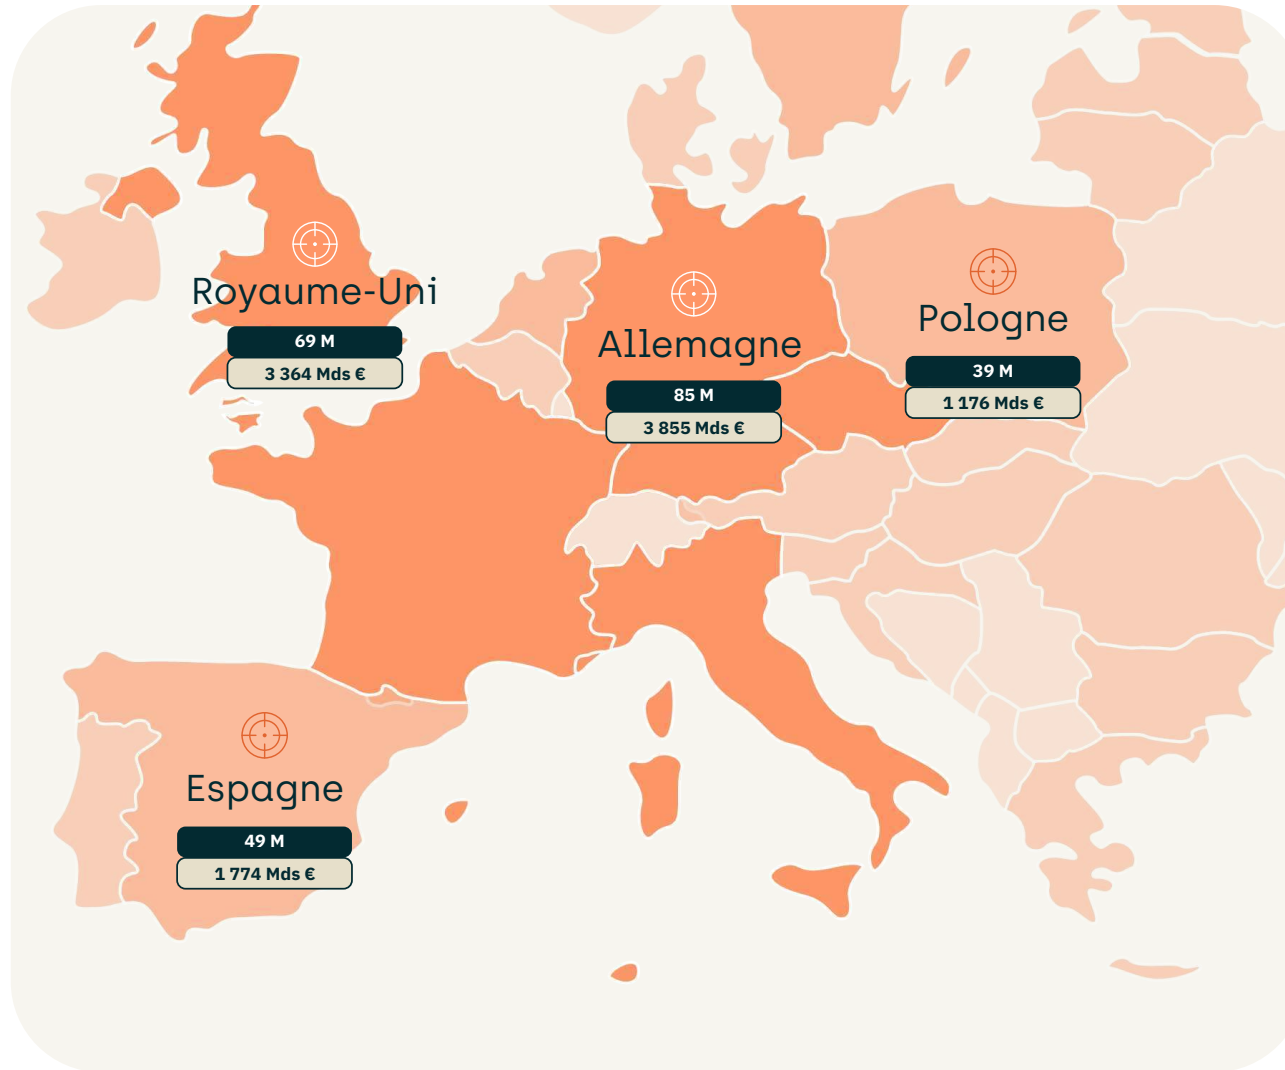 Royaume-Uni
69 M
3 364 Mds €
Allemagne
85 M
3 855 Mds €
Pologne
39 M
1 176 Mds €
Espagne
49 M
1 774 Mds €